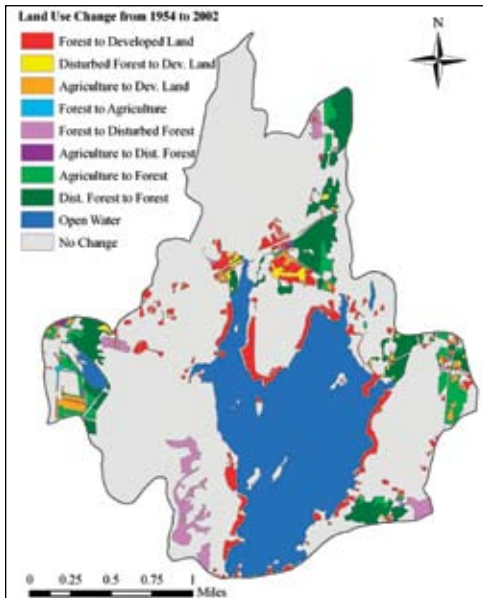 Land Use Change from 1954 to 2002
Forest to Developed Land
Disturbed Forest to Dev. Land
Agriculture to Dev. Land
Forest to Agriculture
Forest to Disturbed Forest
Agriculture to Dist. Forest
Agriculture to Forest
Dist. Forest to Forest
Open Water
No Change
N
0 0.25 0.5 1
Miles